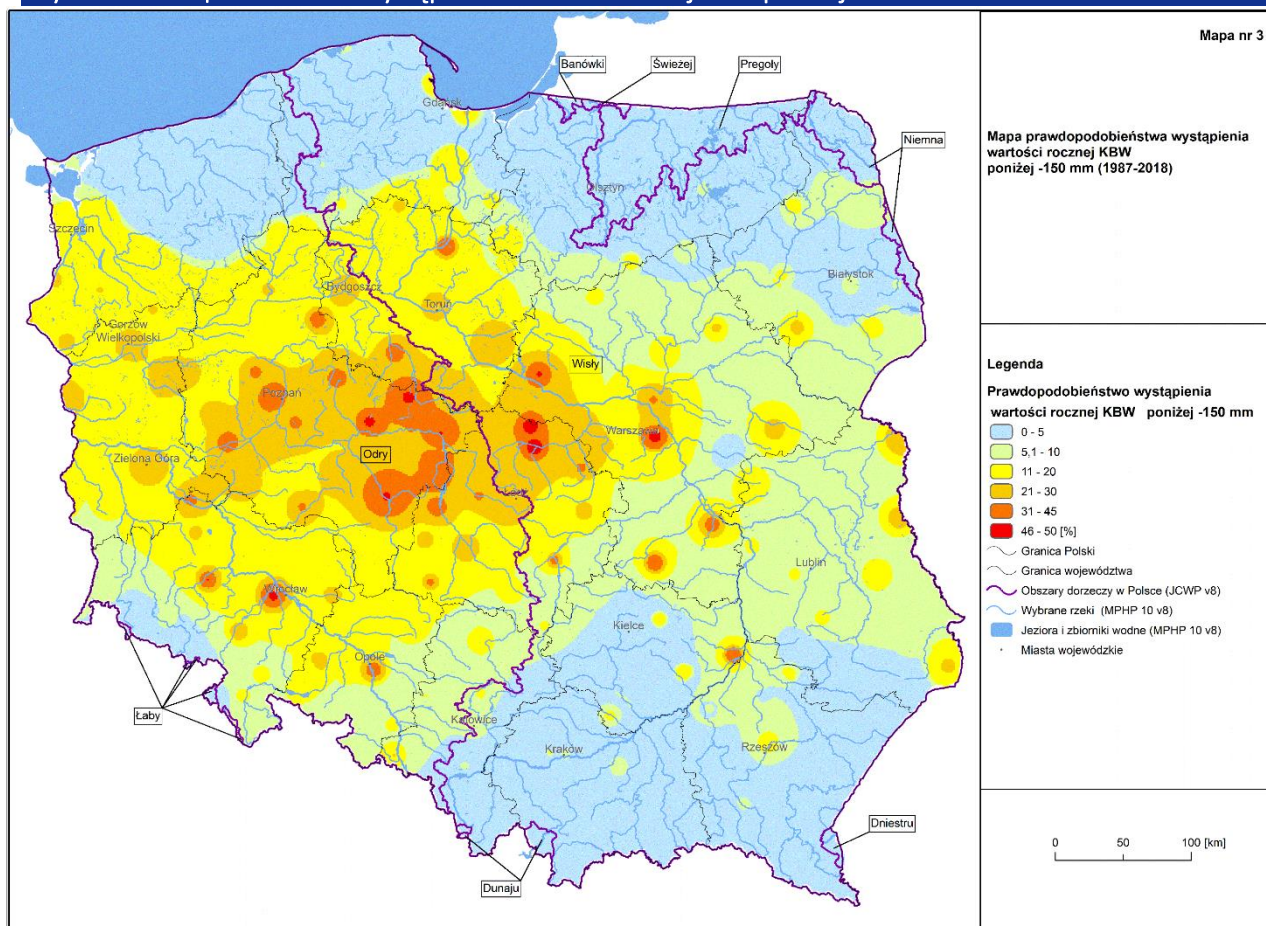 Mapa nr 3
Mapa prawdopodobieństwa wystąpienia
wartości rocznej KBW
poniżej -150 mm (1987-2018)
Legenda
Prawdopodobieństwo wystąpienia
wartości rocznej KBW poniżej -150 mm
0 - 5
5,1 - 10
11 - 20
21 - 30
31 - 45
46 - 50 [%]
Granica Polski
Granica województwa
Obszary dorzeczy w Polsce (JCWP v8)
Wybrane rzeki (MPHP 10 v8)
Jeziora i zbiorniki wodne (MPHP 10 v8)
Miasta wojewódzkie
0 50 100 [km]
Banówki
Świeżej
Pregoły
Gdańsk
Niemna
Olsztyn
Szczecin
Białystok
Bydgoszcz
Toruń
Gorzów
Wielkopolski
Wisły
Poznań
Warszawa
Zielona Góra
Odry
Łódź
Lublin
Wrocław
Kielce
Opole
Łaby
Katowice
Kraków
Rzeszów
Dniestru
Dunaju